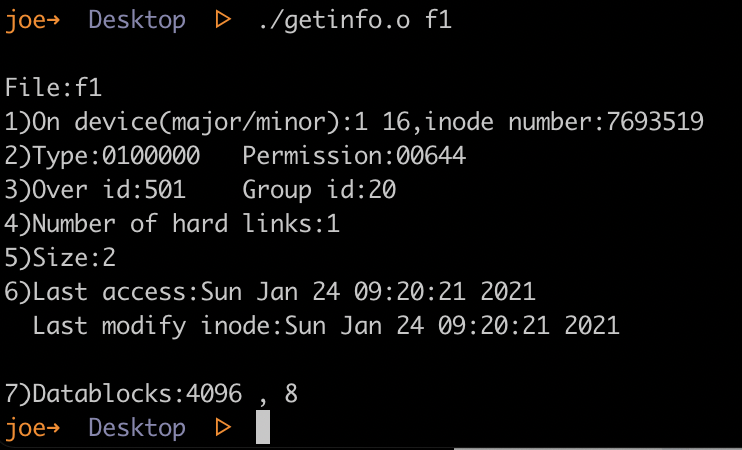 joe→ Desktop ▷ ./getinfo.o f1
File:f1
1)On device(major/minor):1 16,inode number:7693519
2)Type:0100000   Permission:00644
3)Over id:501    Group id:20
4)Number of hard links:1
5)Size:2
6)Last access:Sun Jan 24 09:20:21 2021
  Last modify inode:Sun Jan 24 09:20:21 2021
7)Datablocks:4096 , 8
joe→ Desktop ▷